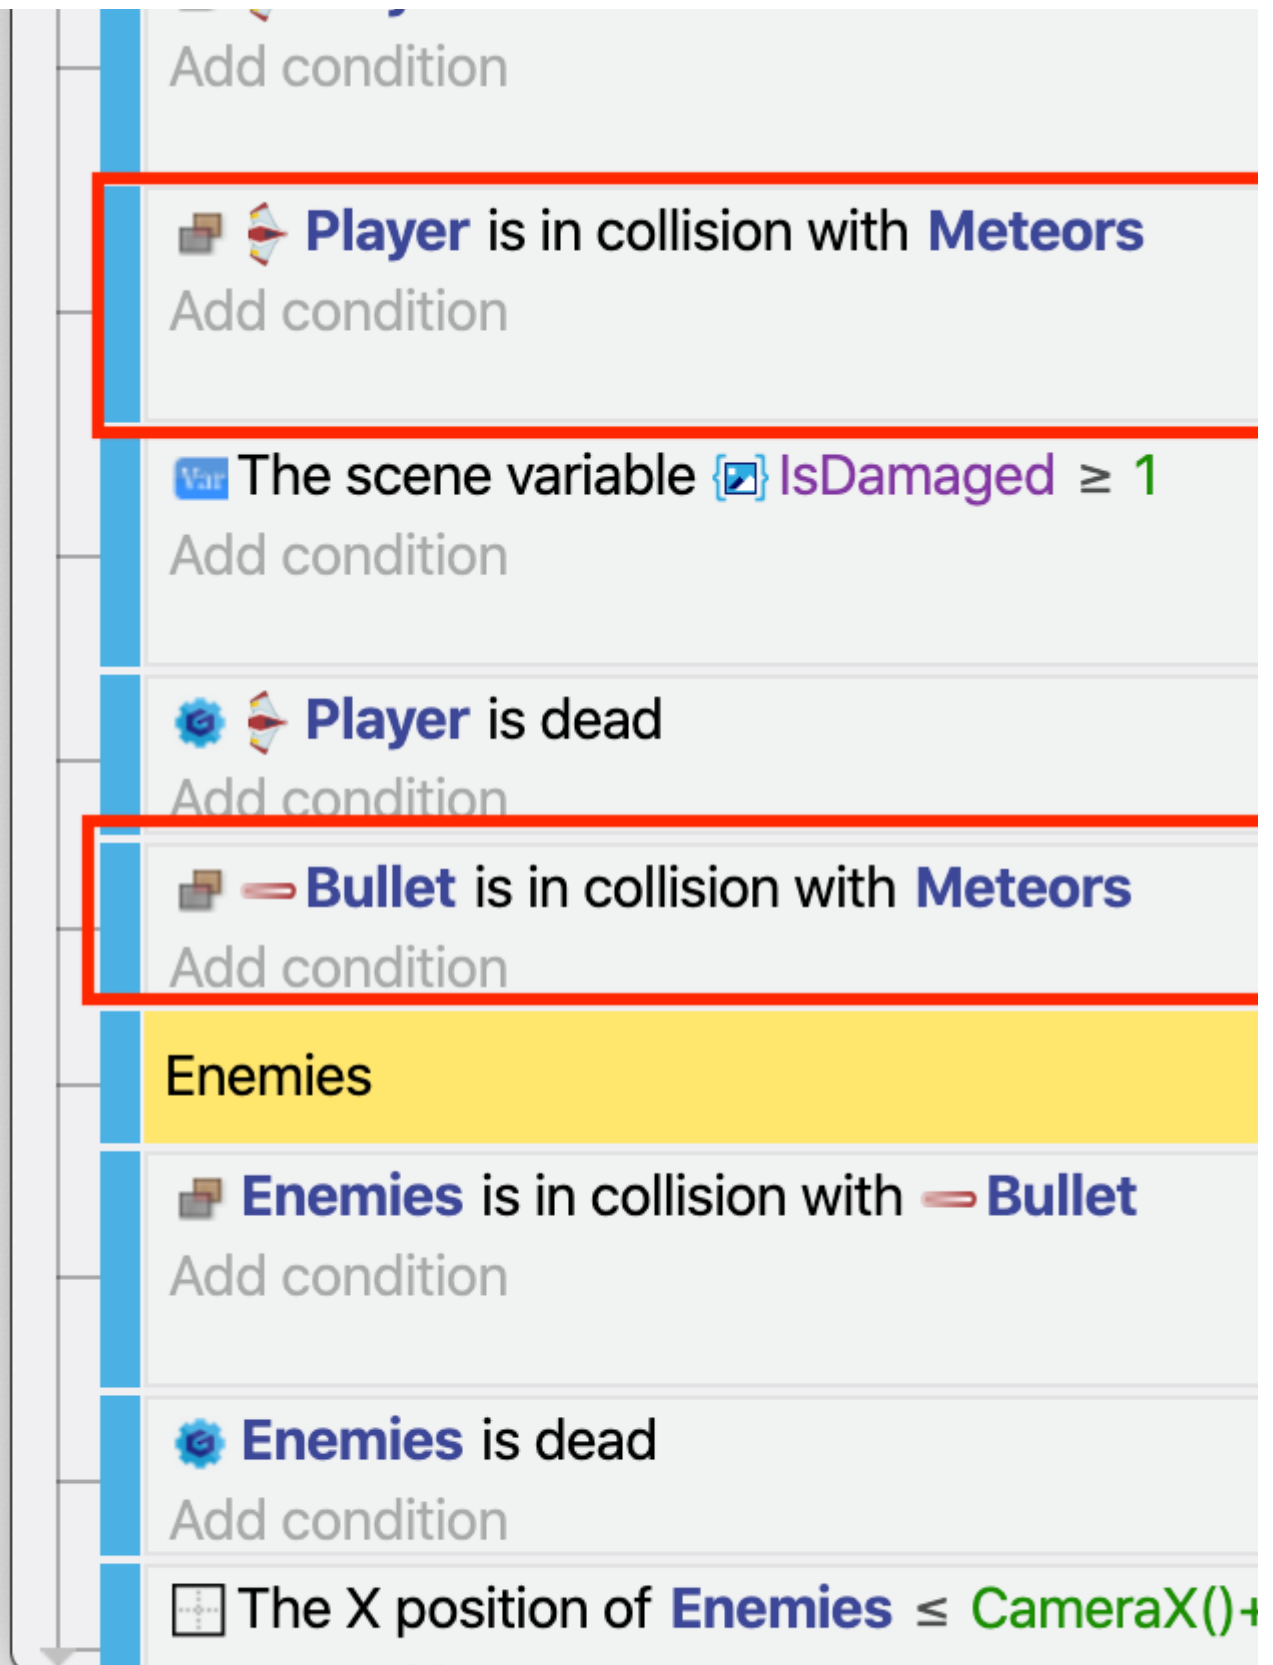 Add condition
Player is in collision with Meteors
Add condition
Var The scene variable IsDamaged ≥ 1
Add condition
Player is dead
Add condition
Bullet is in collision with Meteors
Add condition
Enemies
Enemies is in collision with Bullet
Add condition
Enemies is dead
Add condition
The X position of Enemies ≤ CameraX()+